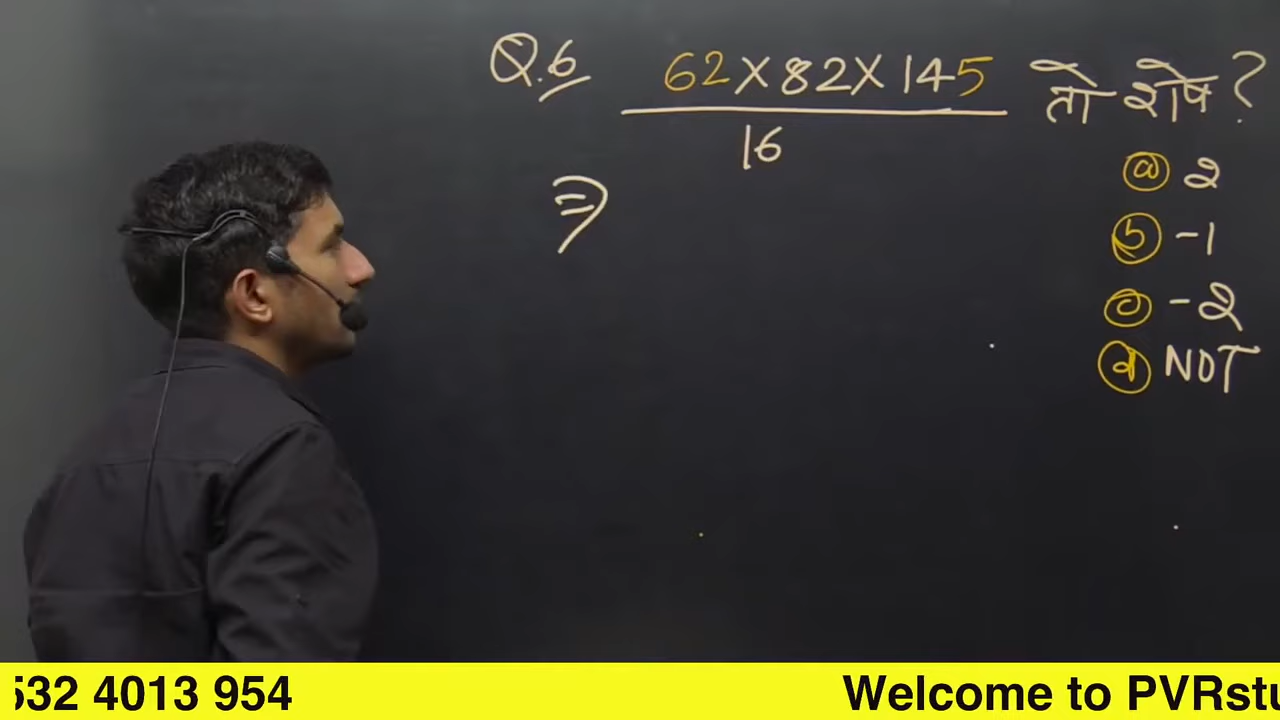 Q.6 62×82×145 तो शेष ?
16
⇒
ⓐ 2
ⓑ -1
ⓒ -2
ⓓ NOT
532 4013 954 Welcome to PVRstu